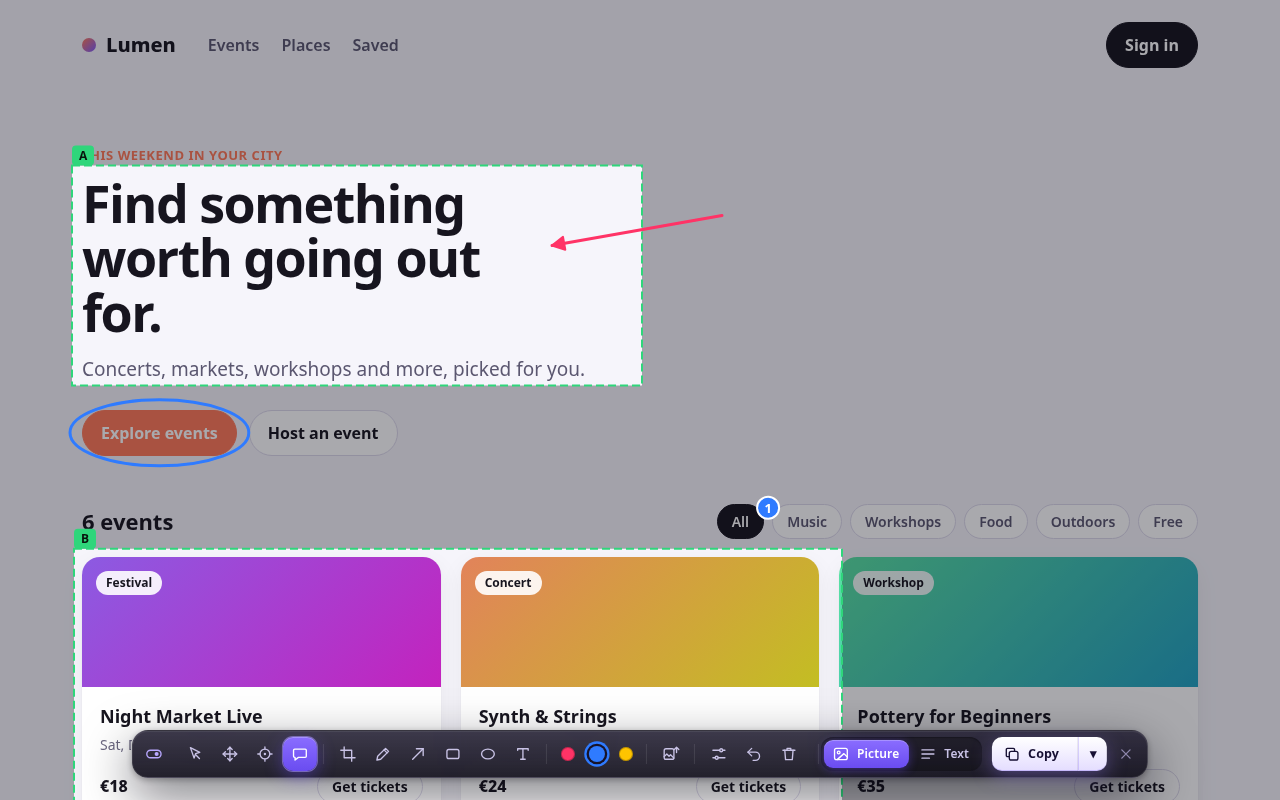 Lumen
Events
Places
Saved
Sign in
A
HIS WEEKEND IN YOUR CITY
Find something
worth going out
for.
Concerts, markets, workshops and more, picked for you.
Explore events
Host an event
6 events
All
1
Music
Workshops
Food
Outdoors
Free
B
Festival
Concert
Workshop
Night Market Live
Synth & Strings
Pottery for Beginners
Sat,
T
Picture
Text
Copy
€18
Get tickets
€24
Get tickets
€35
Get tickets